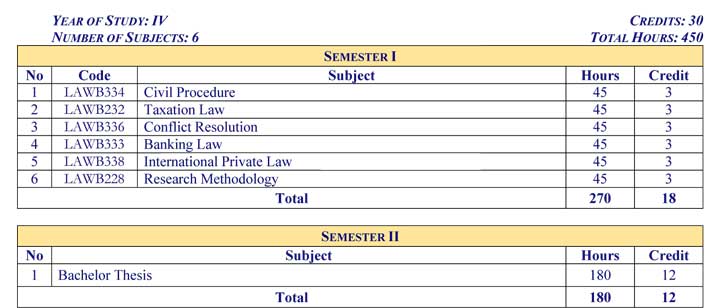 YEAR OF STUDY: IV CREDITS: 30
NUMBER OF SUBJECTS: 6 TOTAL HOURS: 450
SEMESTER I
No Code Subject Hours Credit
1 LAWB334 Civil Procedure 45 3
2 LAWB232 Taxation Law 45 3
3 LAWB336 Conflict Resolution 45 3
4 LAWB333 Banking Law 45 3
5 LAWB338 International Private Law 45 3
6 LAWB228 Research Methodology 45 3
Total 270 18
SEMESTER II
No Subject Hours Credit
1 Bachelor Thesis 180 12
Total 180 12